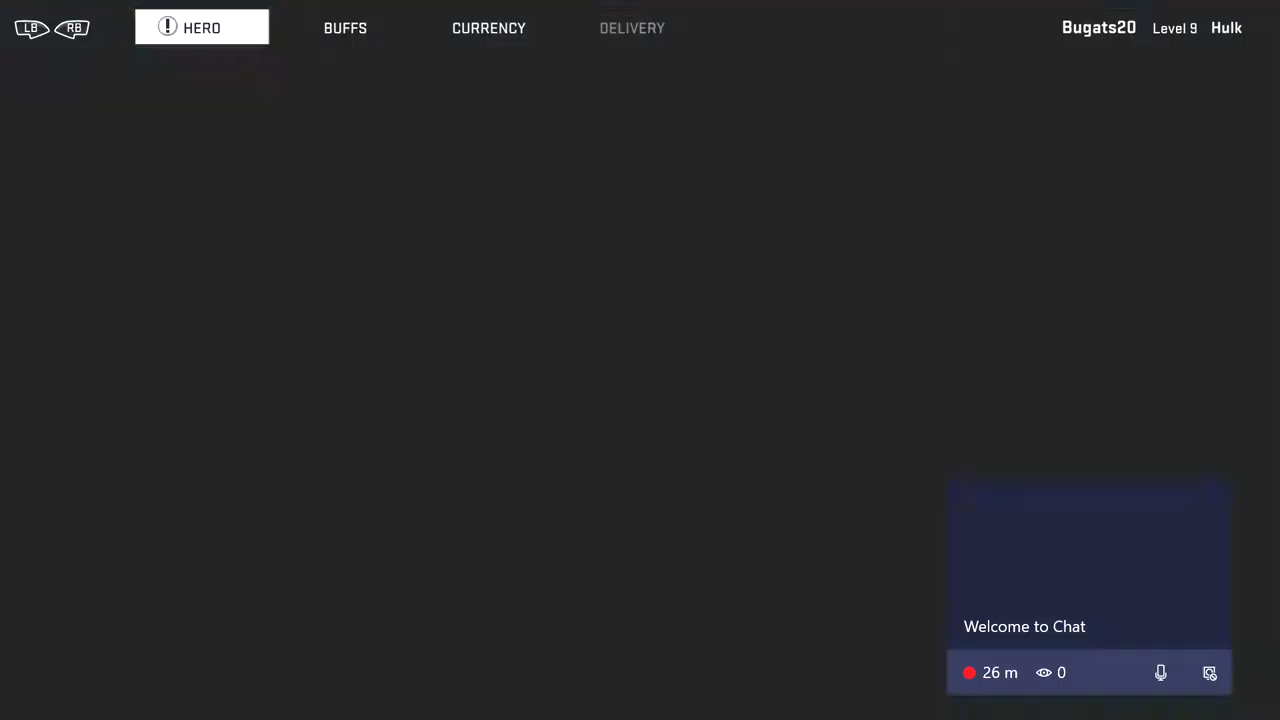 LB RB ! HERO BUFFS CURRENCY DELIVERY Bugats20 Level 9 Hulk
Welcome to Chat
26 m 0